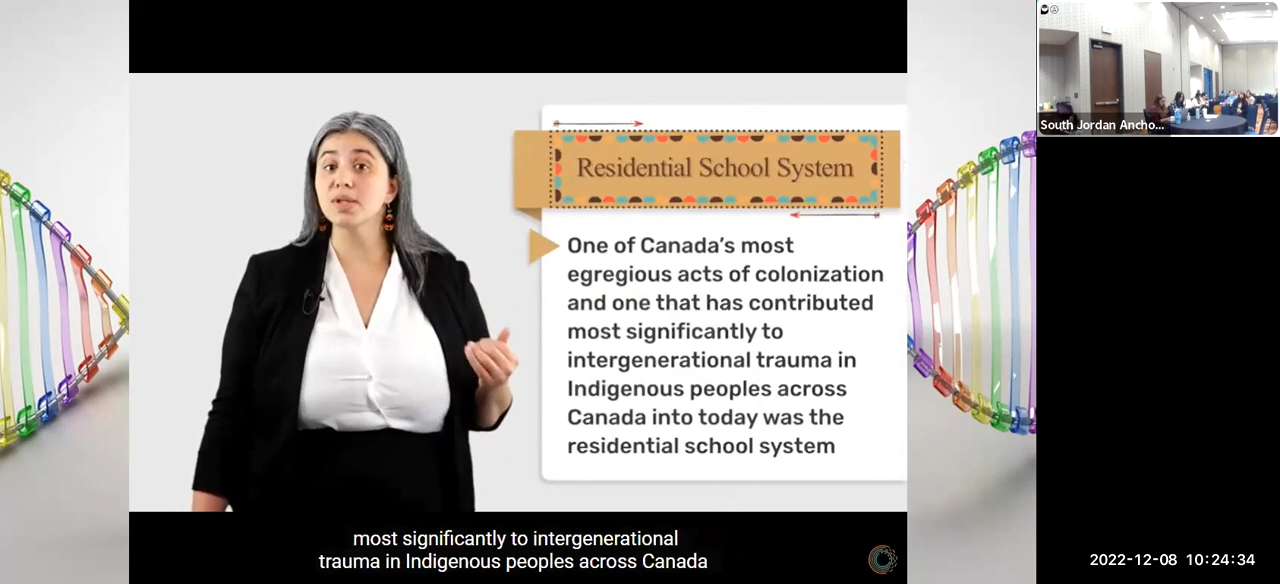 Residential School System
One of Canada’s most
egregious acts of colonization
and one that has contributed
most significantly to
intergenerational trauma in
Indigenous peoples across
Canada into today was the
residential school system
most significantly to intergenerational
trauma in Indigenous peoples across Canada
South Jordan Ancho...
2022-12-08 10:24:34